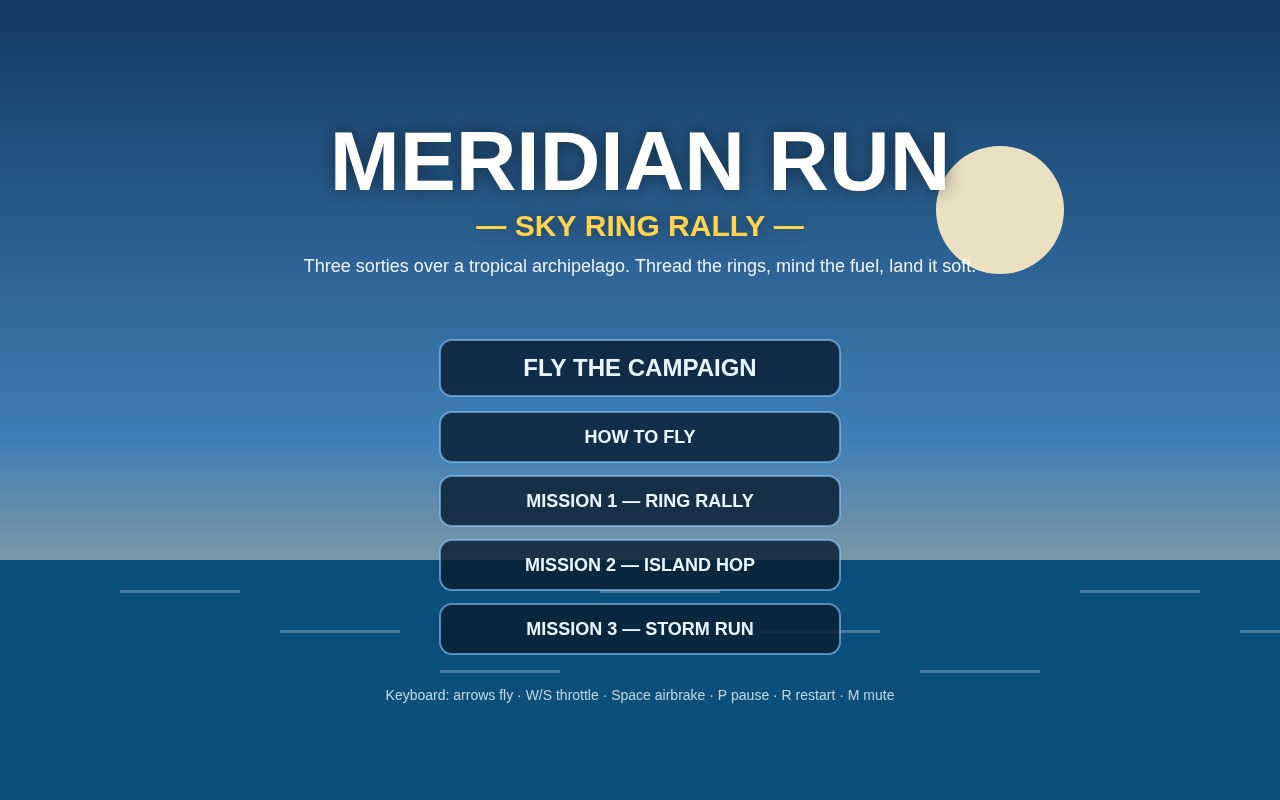 MERIDIAN RUN
— SKY RING RALLY —
Three sorties over a tropical archipelago. Thread the rings, mind the fuel, land it soft.
FLY THE CAMPAIGN
HOW TO FLY
MISSION 1 — RING RALLY
MISSION 2 — ISLAND HOP
MISSION 3 — STORM RUN
Keyboard: arrows fly · W/S throttle · Space airbrake · P pause · R restart · M mute